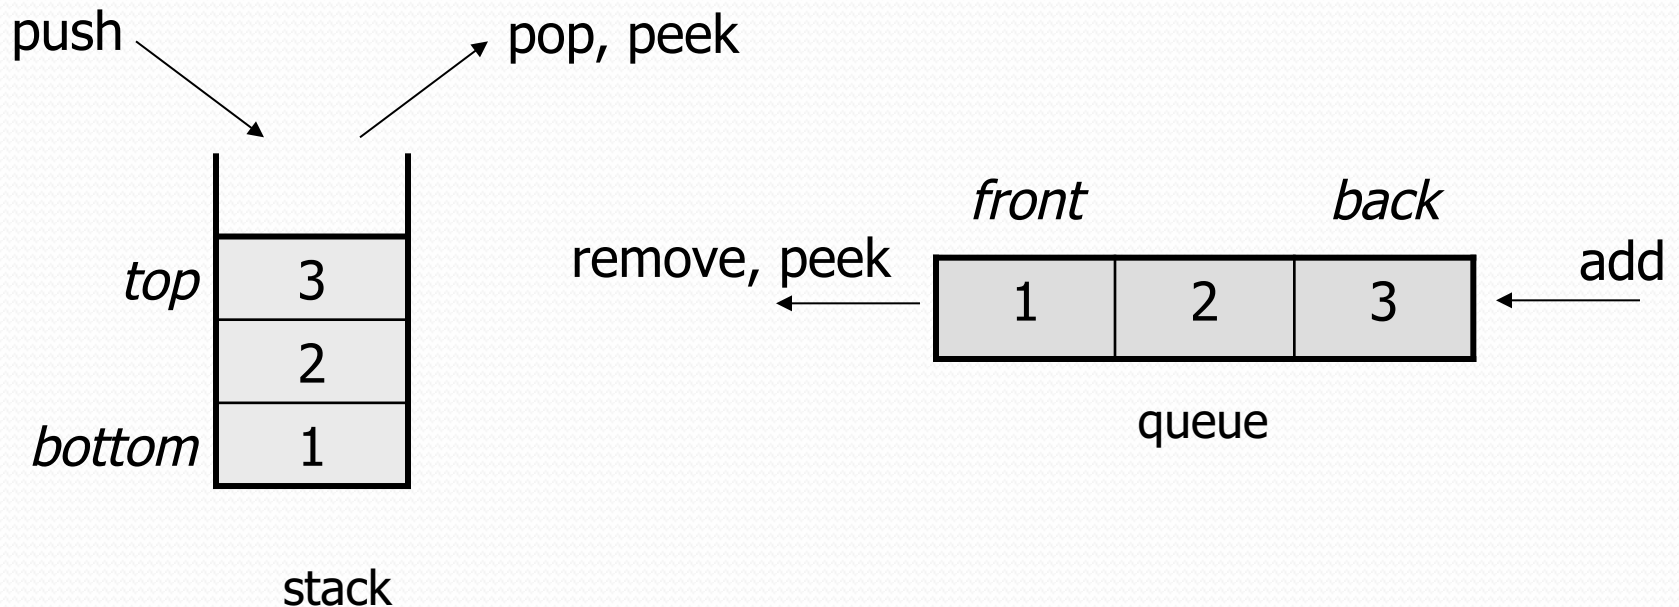 push
pop, peek
top
3
2
bottom
1
stack
front
back
remove, peek
1
2
3
add
queue